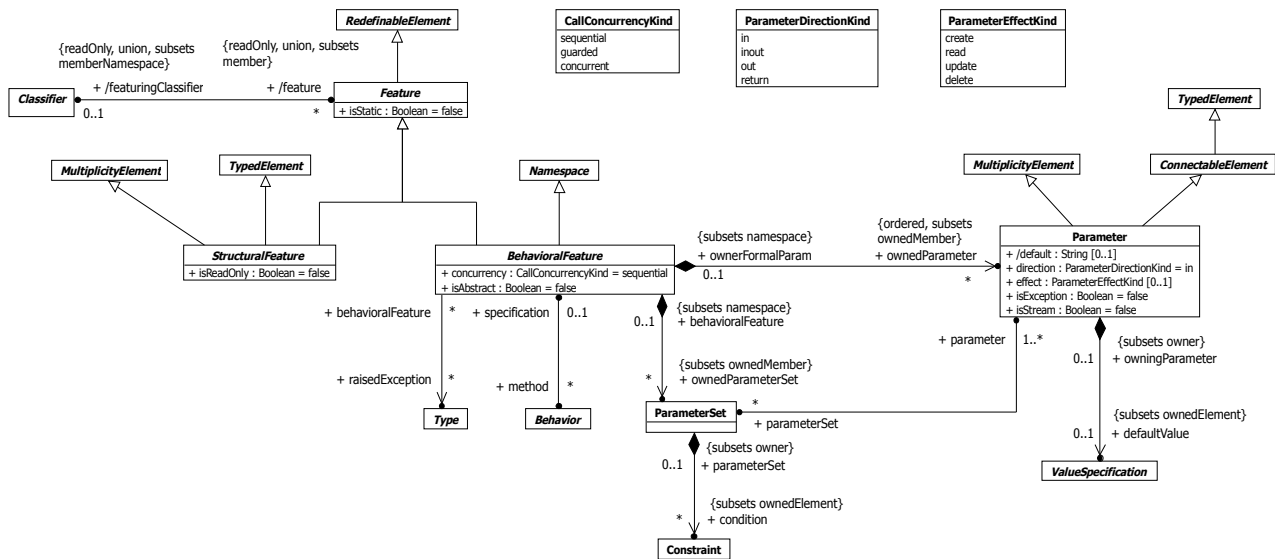 RedefinableElement
CallConcurrencyKind
sequential
guarded
concurrent
ParameterDirectionKind
in
inout
out
return
ParameterEffectKind
create
read
update
delete
{readOnly, union, subsets
memberNamespace}
{readOnly, union, subsets
member}
+ /featuringClassifier
+ /feature
Classifier
0..1
*
Feature
+ isStatic : Boolean = false
TypedElement
MultiplicityElement
TypedElement
Namespace
MultiplicityElement
ConnectableElement
StructuralFeature
+ isReadOnly : Boolean = false
BehavioralFeature
+ concurrency : CallConcurrencyKind = sequential
+ isAbstract : Boolean = false
{subsets namespace}
+ ownerFormalParam
0..1
{ordered, subsets
ownedMember}
+ ownedParameter
*
Parameter
+ /default : String [0..1]
+ direction : ParameterDirectionKind = in
+ effect : ParameterEffectKind [0..1]
+ isException : Boolean = false
+ isStream : Boolean = false
+ behavioralFeature
*
+ specification
0..1
0..1
{subsets namespace}
+ behavioralFeature
+ parameter
1..*
0..1
{subsets owner}
+ owningParameter
+ raisedException
*
+ method
*
*
{subsets ownedMember}
+ ownedParameterSet
Type
Behavior
ParameterSet
*
+ parameterSet
{subsets ownedElement}
0..1
+ defaultValue
ValueSpecification
{subsets owner}
0..1
+ parameterSet
{subsets ownedElement}
*
+ condition
Constraint